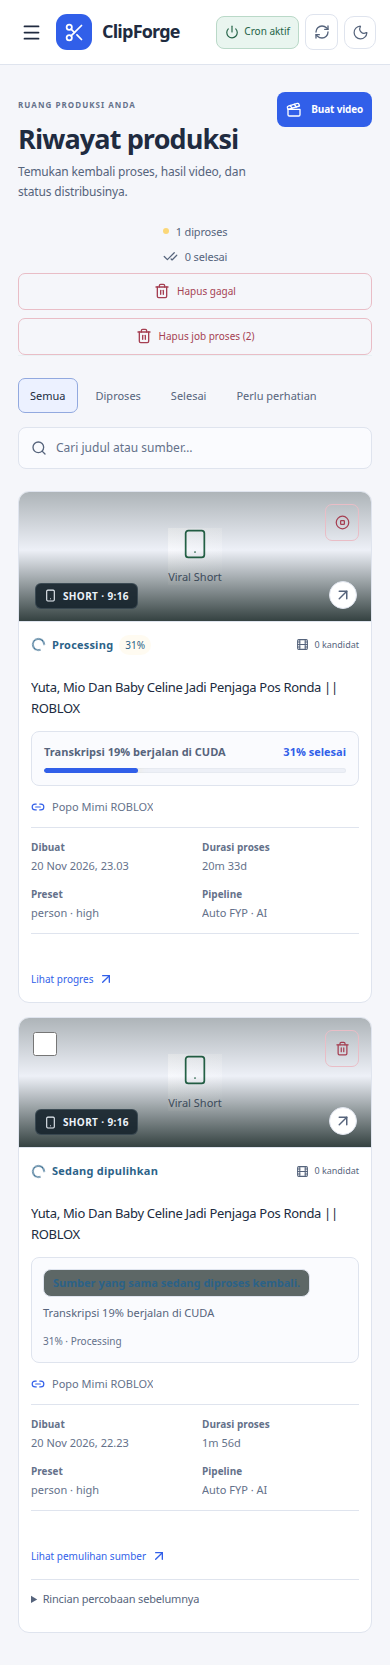 ClipForge
Cron aktif
RUANG PRODUKSI ANDA
Buat video
Riwayat produksi
Temukan kembali proses, hasil video, dan
status distribusinya.
1 diproses
0 selesai
Hapus gagal
Hapus job proses (2)
Semua
Diproses
Selesai
Perlu perhatian
Cari judul atau sumber...
Viral Short
SHORT · 9:16
Processing 31%
0 kandidat
Yuta, Mio Dan Baby Celine Jadi Penjaga Pos Ronda ||
ROBLOX
Transkripsi 19% berjalan di CUDA
31% selesai
Popo Mimi ROBLOX
Dibuat
Durasi proses
20 Nov 2026, 23.03
20m 33d
Preset
Pipeline
person · high
Auto FYP · AI
Lihat progres
Viral Short
SHORT · 9:16
Sedang dipulihkan
0 kandidat
Yuta, Mio Dan Baby Celine Jadi Penjaga Pos Ronda ||
ROBLOX
Sumber yang sama sedang diproses kembali.
Transkripsi 19% berjalan di CUDA
31% · Processing
Popo Mimi ROBLOX
Dibuat
Durasi proses
20 Nov 2026, 22.23
1m 56d
Preset
Pipeline
person · high
Auto FYP · AI
Lihat pemulihan sumber
Rincian percobaan sebelumnya